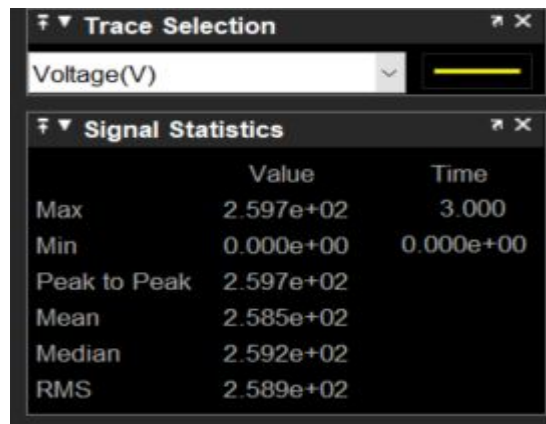 Trace Selection
Voltage(V)
Signal Statistics
Value Time
Max 2.597e+02 3.000
Min 0.000e+00 0.000e+00
Peak to Peak 2.597e+02
Mean 2.585e+02
Median 2.592e+02
RMS 2.589e+02